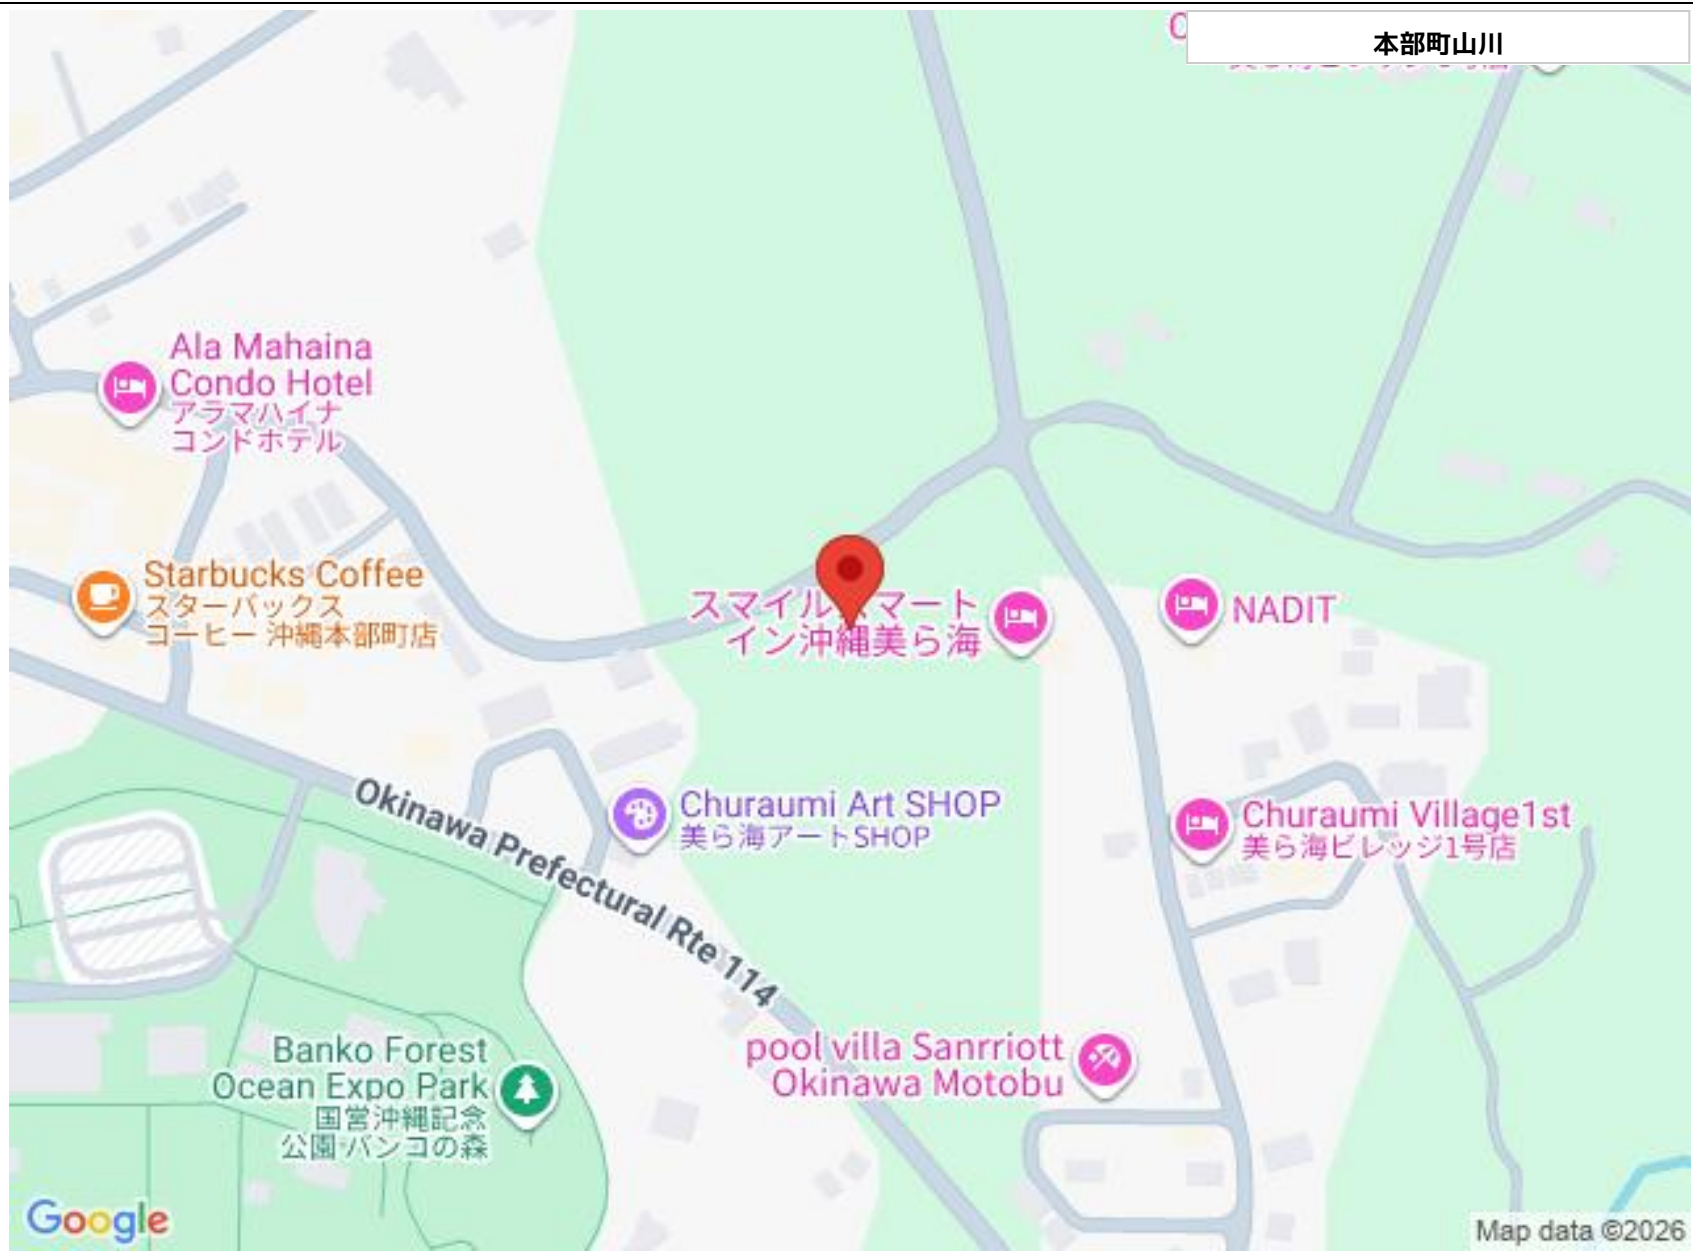 本部町山川
Ala Mahaina
Condo Hotel
アラマハイナ
コンドホテル
Starbucks Coffee
スターバックス
コーヒー 沖縄本部町店
スマイルスマート
イン沖縄美ら海
NADIT
Churaumi Art SHOP
美ら海アートSHOP
Churaumi Village1st
美ら海ビレッジ1号店
Okinawa Prefectural Rte 114
pool villa Sanrriott
Okinawa Motobu
Banko Forest
Ocean Expo Park
国営沖縄記念
公園 バンコの森
Google
Map data ©2026